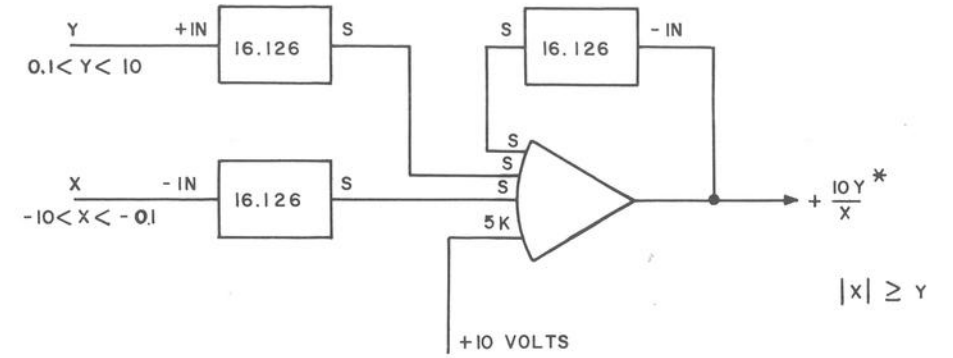 Y +IN 16.126 S
0.1< Y< 10
S 16.126 -IN
S
S
X -IN 16.126 S S
-10< X< -0.1
5K
+10 VOLTS
+ 10Y *
X
|X| ≥ Y